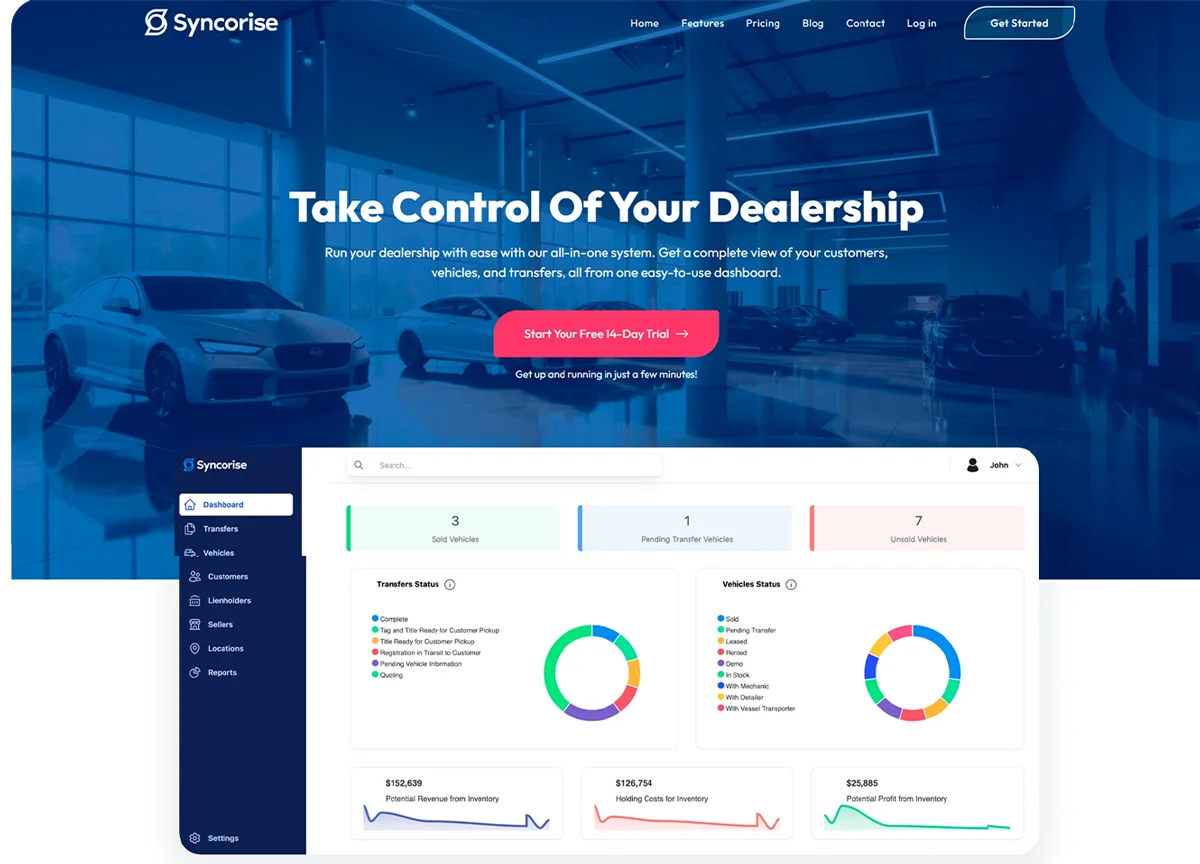 Syncorise
Home Features Pricing Blog Contact Log in Get Started
Take Control Of Your Dealership
Run your dealership with ease with our all-in-one system. Get a complete view of your customers,
vehicles, and transfers, all from one easy-to-use dashboard.
Start Your Free 14-Day Trial →
Get up and running in just a few minutes!
Syncorise
Search...
John
Dashboard
Transfers
Vehicles
Customers
Lienholders
Sellers
Locations
Reports
Settings
3
Sold Vehicles
1
Pending Transfer Vehicles
7
Unsold Vehicles
Transfers Status
Complete
Tag and Title Ready for Customer Pickup
Title Ready for Customer Pickup
Registration in Transit to Customer
Pending Vehicle Information
Quoting
Vehicles Status
Sold
Pending Transfer
Leased
Rented
Demo
In Stock
With Mechanic
With Detailer
With Vessel Transporter
$152,639
Potential Revenue from Inventory
$126,754
Holding Costs for Inventory
$25,885
Potential Profit from Inventory